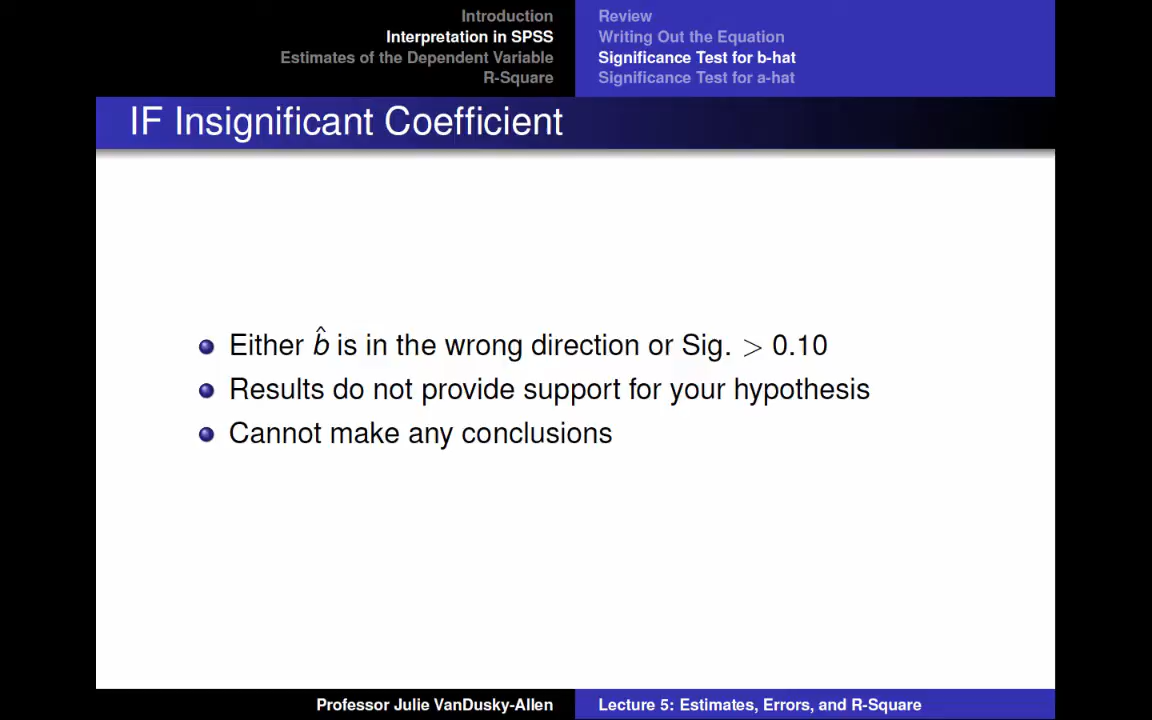 Introduction
Interpretation in SPSS
Estimates of the Dependent Variable
R-Square
Review
Writing Out the Equation
Significance Test for b-hat
Significance Test for a-hat
IF Insignificant Coefficient
Either b̂ is in the wrong direction or Sig. > 0.10
Results do not provide support for your hypothesis
Cannot make any conclusions
Professor Julie VanDusky-Allen
Lecture 5: Estimates, Errors, and R-Square